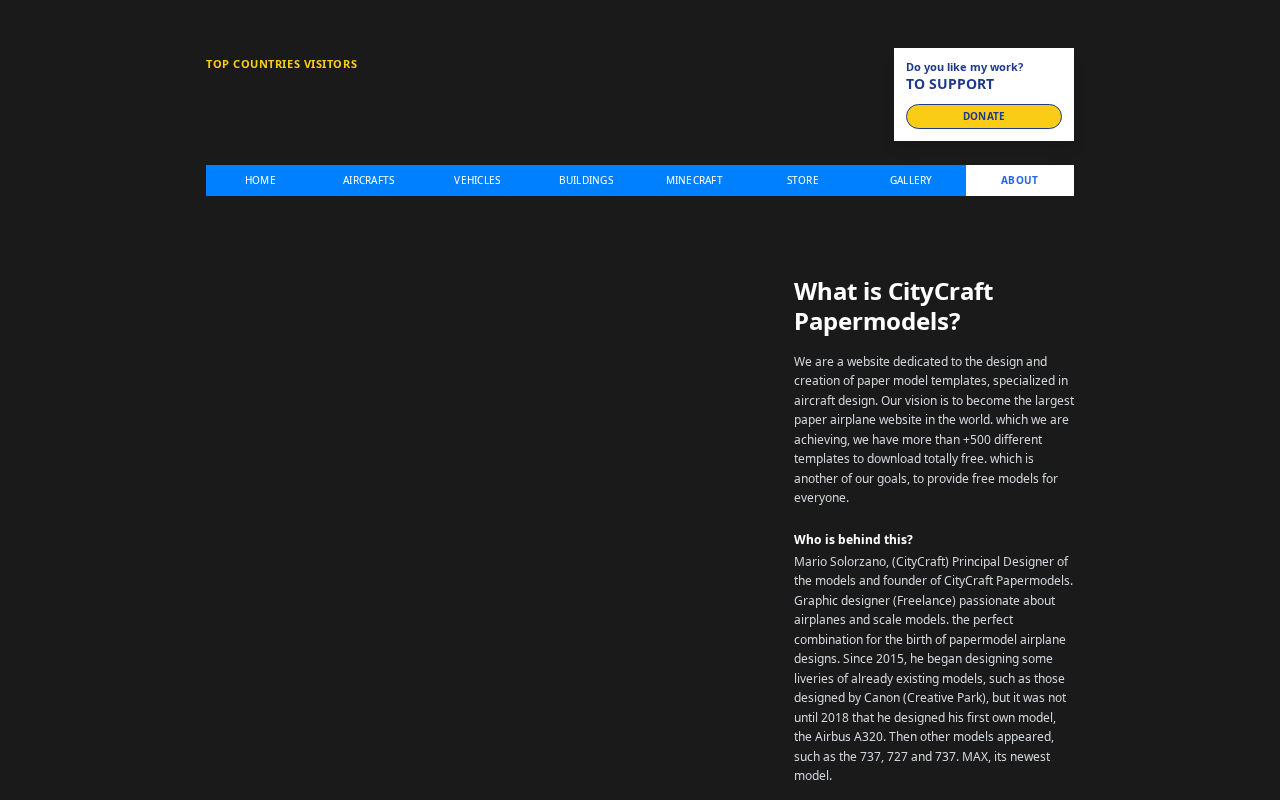 TOP COUNTRIES VISITORS
Do you like my work?
TO SUPPORT
DONATE
HOME AIRCRAFTS VEHICLES BUILDINGS MINECRAFT STORE GALLERY ABOUT
What is CityCraft
Papermodels?
We are a website dedicated to the design and
creation of paper model templates, specialized in
aircraft design. Our vision is to become the largest
paper airplane website in the world. which we are
achieving, we have more than +500 different
templates to download totally free. which is
another of our goals, to provide free models for
everyone.
Who is behind this?
Mario Solorzano, (CityCraft) Principal Designer of
the models and founder of CityCraft Papermodels.
Graphic designer (Freelance) passionate about
airplanes and scale models. the perfect
combination for the birth of papermodel airplane
designs. Since 2015, he began designing some
liveries of already existing models, such as those
designed by Canon (Creative Park), but it was not
until 2018 that he designed his first own model,
the Airbus A320. Then other models appeared,
such as the 737, 727 and 737. MAX, its newest
model.